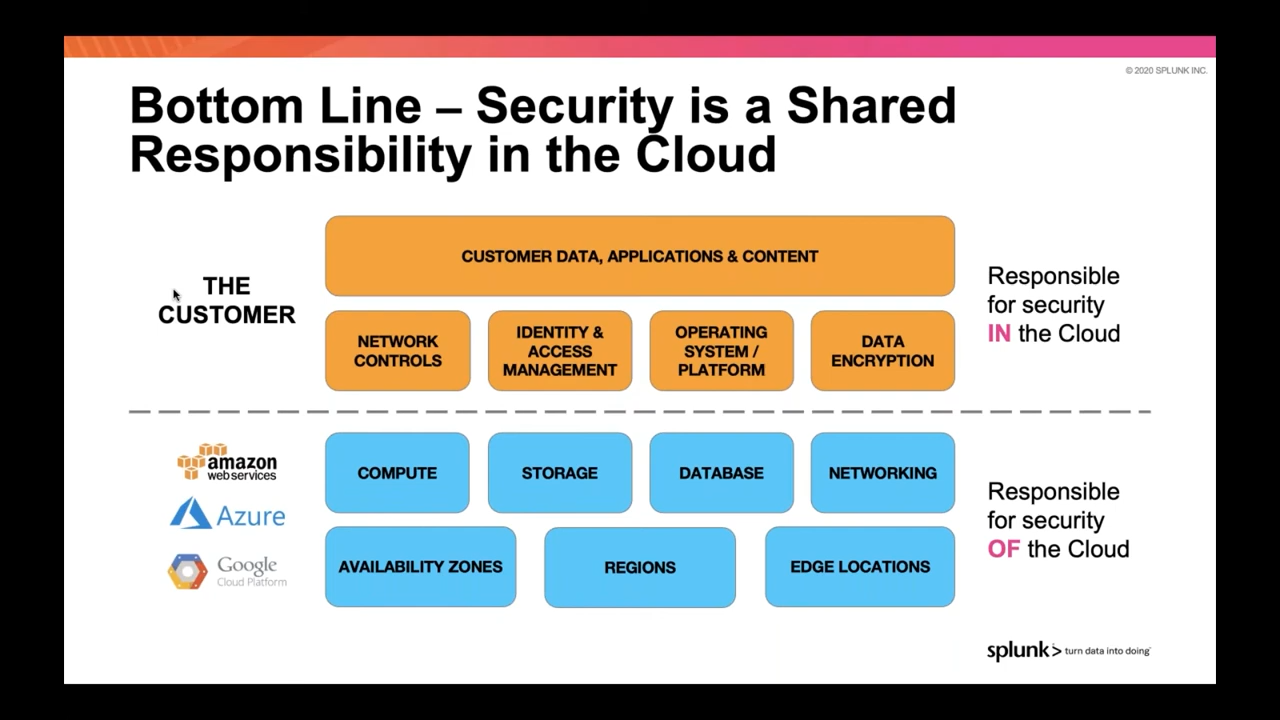 © 2020 SPLUNK INC.
Bottom Line – Security is a Shared
Responsibility in the Cloud
CUSTOMER DATA, APPLICATIONS & CONTENT
THE
CUSTOMER
NETWORK
CONTROLS
IDENTITY &
ACCESS
MANAGEMENT
OPERATING
SYSTEM /
PLATFORM
DATA
ENCRYPTION
Responsible
for security
IN the Cloud
amazon
webservices
Azure
Google
Cloud Platform
COMPUTE
STORAGE
DATABASE
NETWORKING
AVAILABILITY ZONES
REGIONS
EDGE LOCATIONS
Responsible
for security
OF the Cloud
splunk> turn data into doing